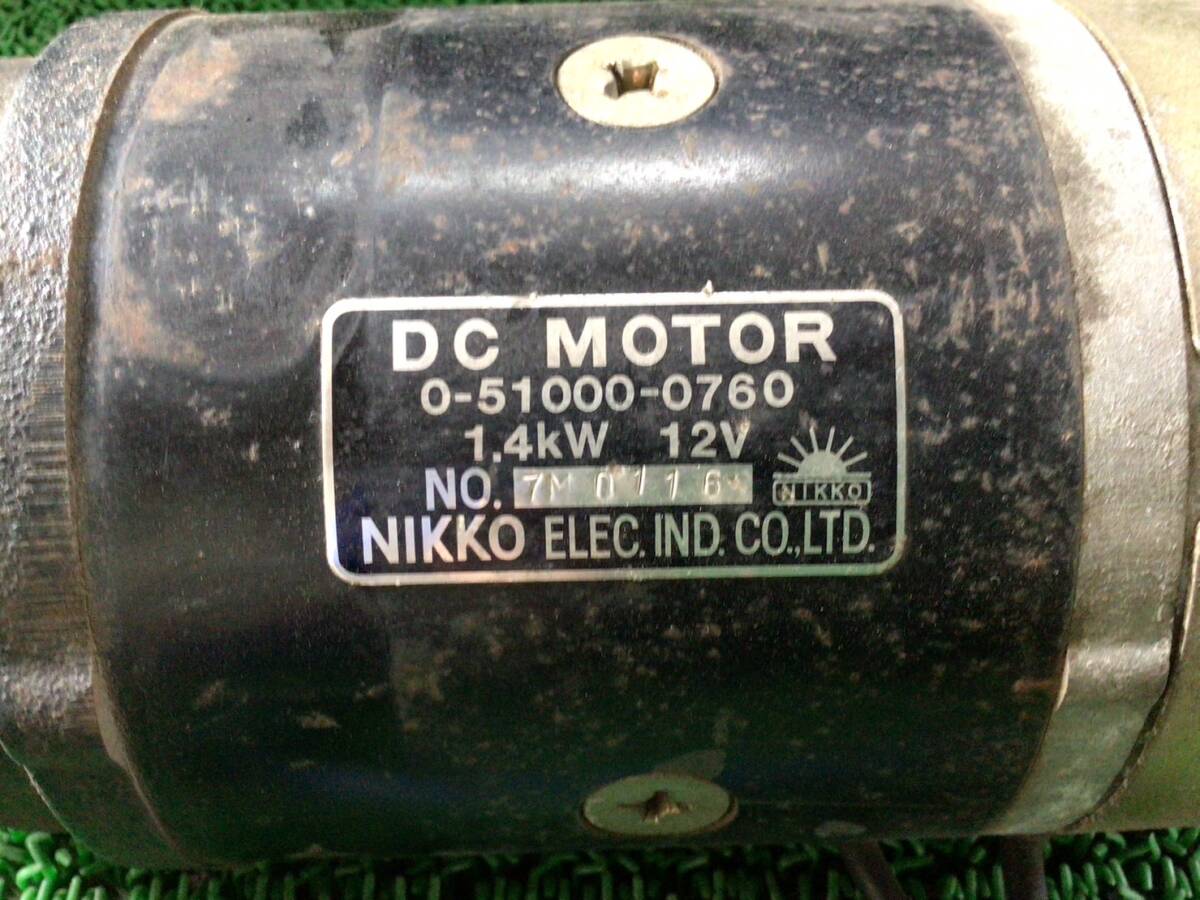 DC MOTOR
0-51000-0760
1.4kW 12V
NO. 7M 0116
NIKKO
NIKKO ELEC. IND. CO.,LTD.